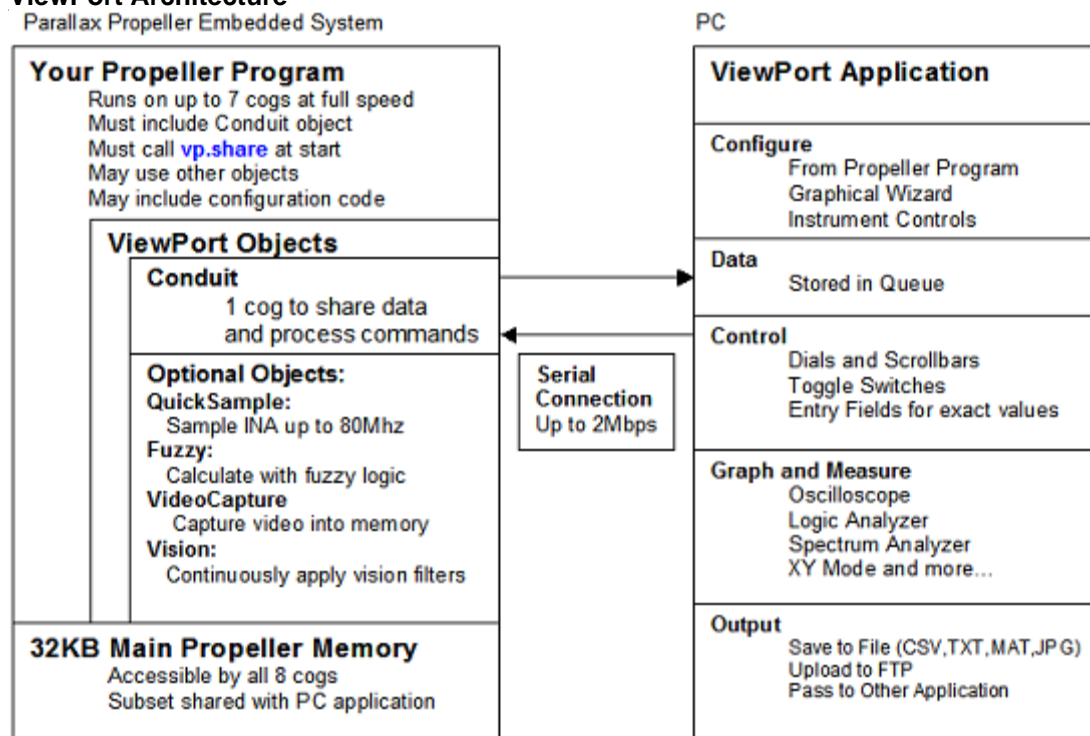 ViewPort Architecture
Parallax Propeller Embedded System
Your Propeller Program
Runs on up to 7 cogs at full speed
Must include Conduit object
Must call vp.share at start
May use other objects
May include configuration code
ViewPort Objects
Conduit
1 cog to share data
and process commands
Optional Objects:
QuickSample:
Sample INA up to 80Mhz
Fuzzy:
Calculate with fuzzy logic
VideoCapture
Capture video into memory
Vision:
Continuously apply vision filters
32KB Main Propeller Memory
Accessible by all 8 cogs
Subset shared with PC application
Serial
Connection
Up to 2Mbps
PC
ViewPort Application
Configure
From Propeller Program
Graphical Wizard
Instrument Controls
Data
Stored in Queue
Control
Dials and Scrollbars
Toggle Switches
Entry Fields for exact values
Graph and Measure
Oscilloscope
Logic Analyzer
Spectrum Analyzer
XY Mode and more...
Output
Save to File (CSV,TXT,MAT,JPG)
Upload to FTP
Pass to Other Application